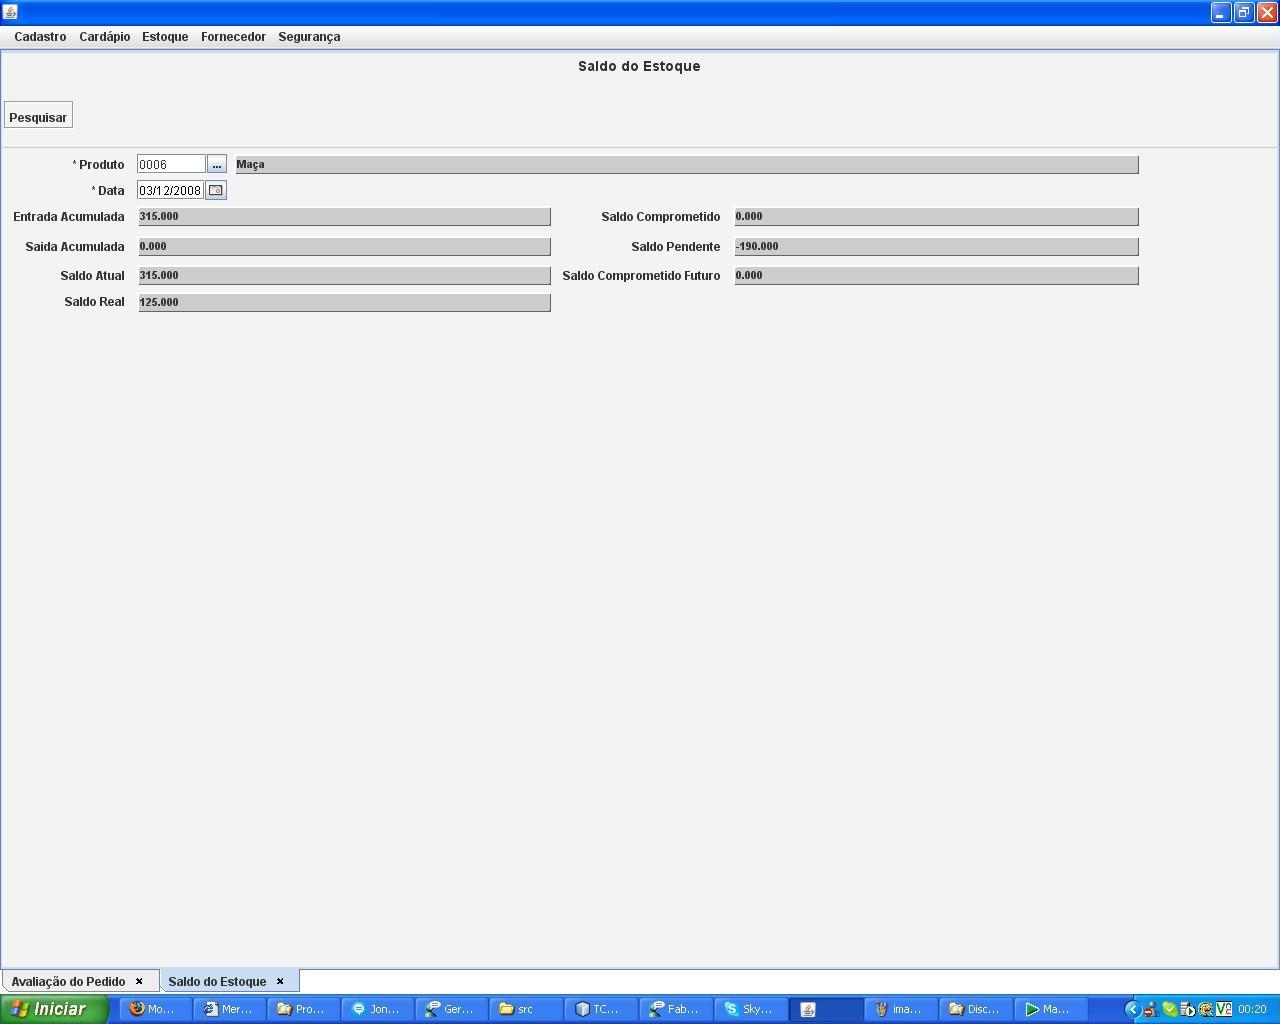 Cadastro Cardápio Estoque Fornecedor Segurança
Saldo do Estoque
Pesquisar
* Produto 0006 ... Maça
* Data 03/12/2008
Entrada Acumulada 315.000 Saldo Comprometido 0.000
Saida Acumulada 0.000 Saldo Pendente -190.000
Saldo Atual 315.000 Saldo Comprometido Futuro 0.000
Saldo Real 125.000
Avaliação do Pedido × Saldo do Estoque ×
Iniciar Mo... Mer... Pro... Jon... Ger... src TC... Fab... Sky... ima... Disc... Ma... 00:20